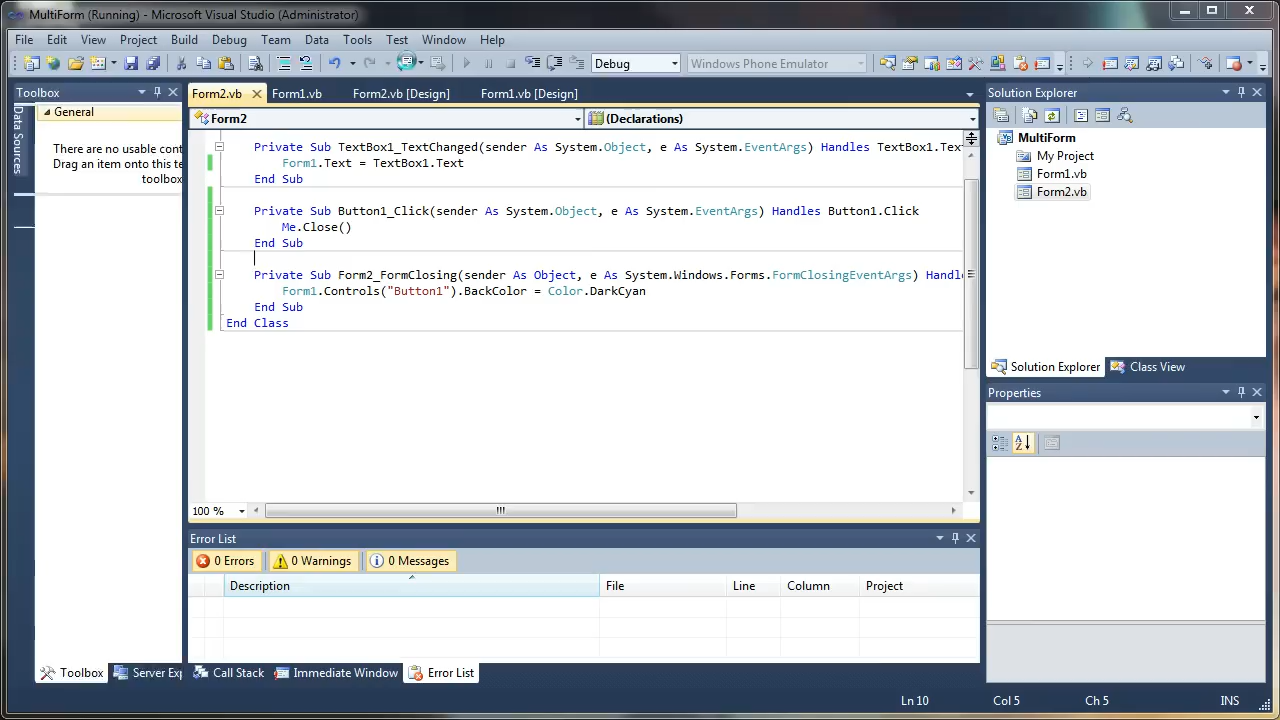 MultiForm (Running) - Microsoft Visual Studio (Administrator)
File Edit View Project Build Debug Team Data Tools Test Window Help
Debug Windows Phone Emulator
Toolbox
General
There are no usable cont
Drag an item onto this te
toolbox.
Data Sources
Form2.vb Form1.vb Form2.vb [Design] Form1.vb [Design]
Form2 (Declarations)
Private Sub TextBox1_TextChanged(sender As System.Object, e As System.EventArgs) Handles TextBox1.Tex
Form1.Text = TextBox1.Text
End Sub
Private Sub Button1_Click(sender As System.Object, e As System.EventArgs) Handles Button1.Click
Me.Close()
End Sub
Private Sub Form2_FormClosing(sender As Object, e As System.Windows.Forms.FormClosingEventArgs) Handle
Form1.Controls("Button1").BackColor = Color.DarkCyan
End Sub
End Class
100 %
Error List
0 Errors 0 Warnings 0 Messages
Description File Line Column Project
Toolbox Server Exp Call Stack Immediate Window Error List
Solution Explorer
MultiForm
My Project
Form1.vb
Form2.vb
Solution Explorer Class View
Properties
Ln 10 Col 5 Ch 5 INS